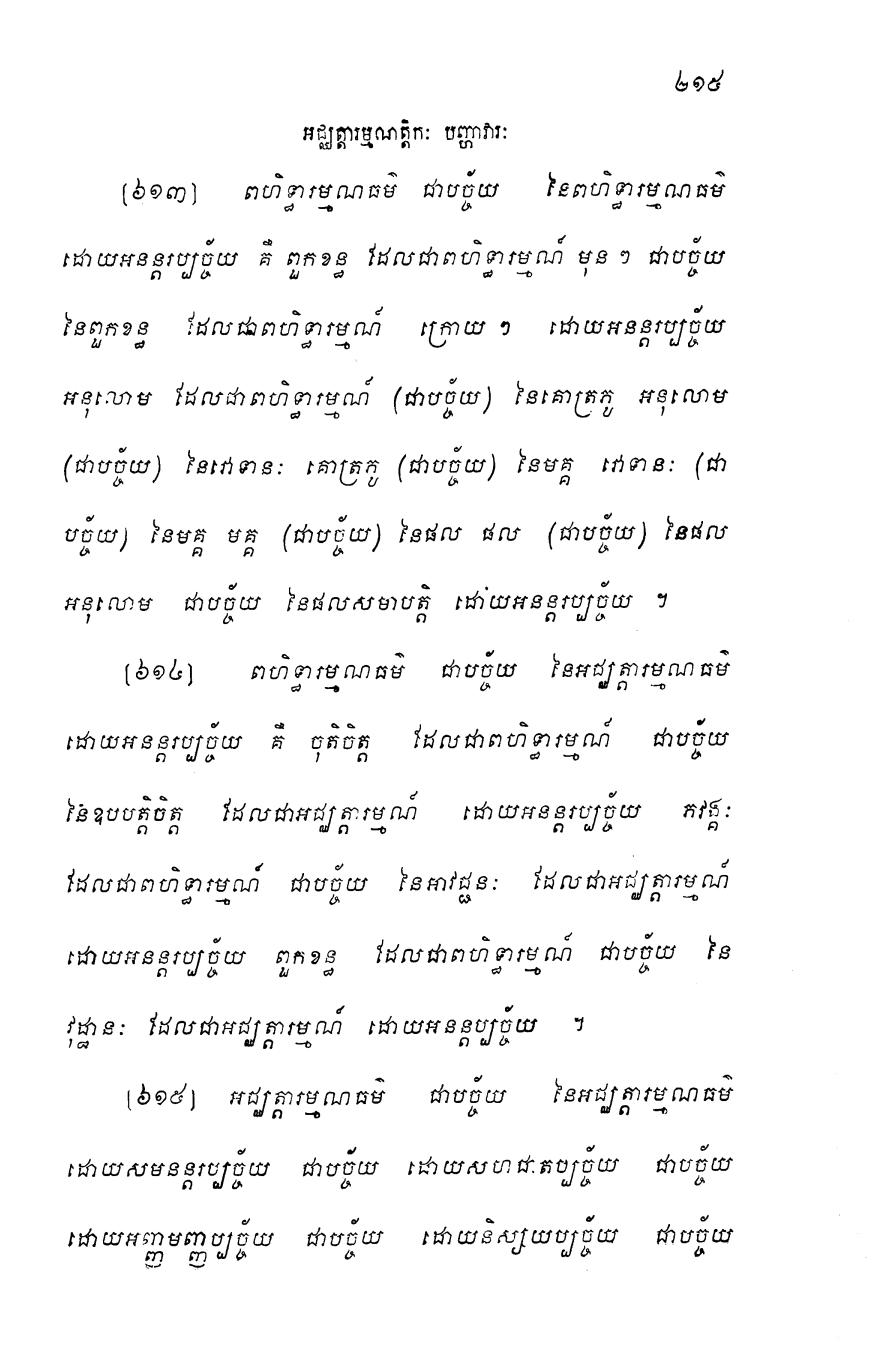 ២១៥
អជ្ឈត្តារម្មណត្តិកៈ បញ្ហាវារៈ
[៦១៣] ពហិទ្ធារម្មណធម៌ ជាបច្ច័យ នៃពហិទ្ធារម្មណធម៌
ដោយអនន្តរប្បច្ច័យ គឺ ពួកខន្ធ ដែលជាពហិទ្ធារម្មណ៍ មុន ៗ ជាបច្ច័យ
នៃពួកខន្ធ ដែលជាពហិទ្ធារម្មណ៍ ក្រោយ ៗ ដោយអនន្តរប្បច្ច័យ
អនុលោម ដែលជាពហិទ្ធារម្មណ៍ (ជាបច្ច័យ) នៃគោត្រភូ អនុលោម
(ជាបច្ច័យ) នៃវោទានៈ គោត្រភូ (ជាបច្ច័យ) នៃមគ្គ វោទានៈ (ជា
បច្ច័យ) នៃមគ្គ មគ្គ (ជាបច្ច័យ) នៃផល ផល (ជាបច្ច័យ) នៃផល
អនុលោម ជាបច្ច័យ នៃផលសមាបត្តិ ដោយអនន្តរប្បច្ច័យ ។
[៦១៤] ពហិទ្ធារម្មណធម៌ ជាបច្ច័យ នៃអជ្ឈត្តារម្មណធម៌
ដោយអនន្តរប្បច្ច័យ គឺ ចុតិចិត្ត ដែលជាពហិទ្ធារម្មណ៍ ជាបច្ច័យ
នៃឧបបត្តិចិត្ត ដែលជាអជ្ឈត្តារម្មណ៍ ដោយអនន្តរប្បច្ច័យ ភវង្គៈ
ដែលជាពហិទ្ធារម្មណ៍ ជាបច្ច័យ នៃអាវជ្ជនៈ ដែលជាអជ្ឈត្តារម្មណ៍
ដោយអនន្តរប្បច្ច័យ ពួកខន្ធ ដែលជាពហិទ្ធារម្មណ៍ ជាបច្ច័យ នៃ
វុដ្ឋានៈ ដែលជាអជ្ឈត្តារម្មណ៍ ដោយអនន្តប្បច្ច័យ ។
[៦១៥] អជ្ឈត្តារម្មណធម៌ ជាបច្ច័យ នៃអជ្ឈត្តារម្មណធម៌
ដោយសមនន្តរប្បច្ច័យ ជាបច្ច័យ ដោយសហជាតប្បច្ច័យ ជាបច្ច័យ
ដោយអញ្ញមញ្ញប្បច្ច័យ ជាបច្ច័យ ដោយនិស្សយប្បច្ច័យ ជាបច្ច័យ